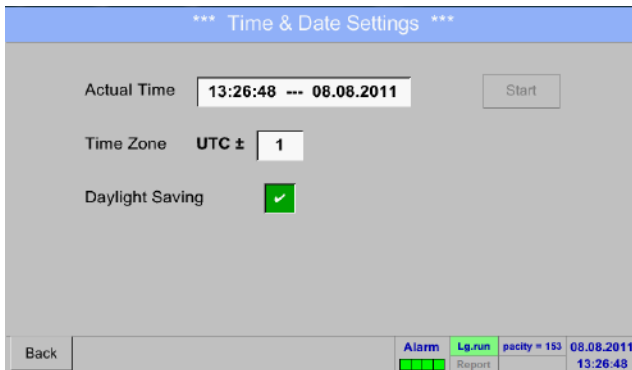 *** Time & Date Settings ***
Actual Time 13:26:48 --- 08.08.2011 Start
Time Zone UTC ± 1
Daylight Saving
Back Alarm Lg.run pacity = 153 08.08.2011
Report 13:26:48